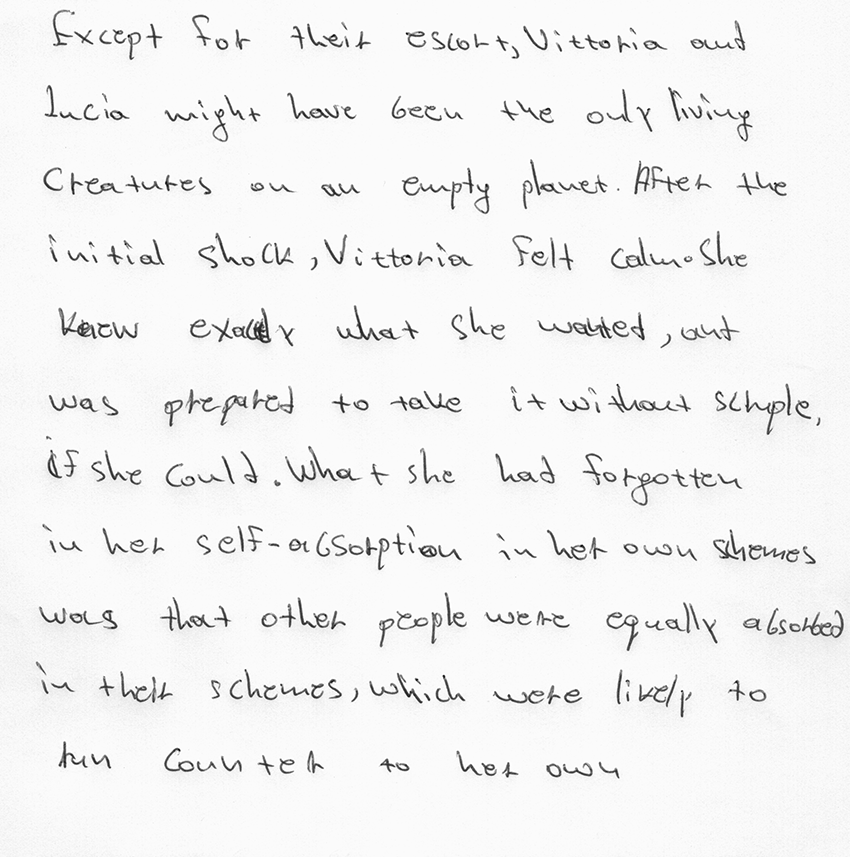 Except for their escort, Vittoria and
Lucia might have been the only living
Creatures on an empty planet. After the
initial shock, Vittoria felt calm. She
knew exactly what she wanted, and
was prepared to take it without scruple,
if she could. What she had forgotten
in her self-absorption in her own schemes
was that other people were equally absorbed
in their schemes, which were lively to
run counter to her own